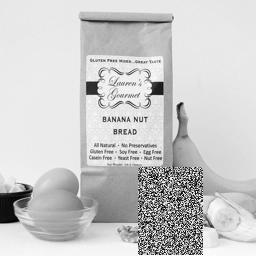 GLUTEN FREE MIXES...GREAT TASTE
Lauren's
Gourmet
BANANA NUT
BREAD
All Natural • No Preservatives
Gluten Free • Soy Free • Egg Free
Casein Free • Yeast Free • Nut Free